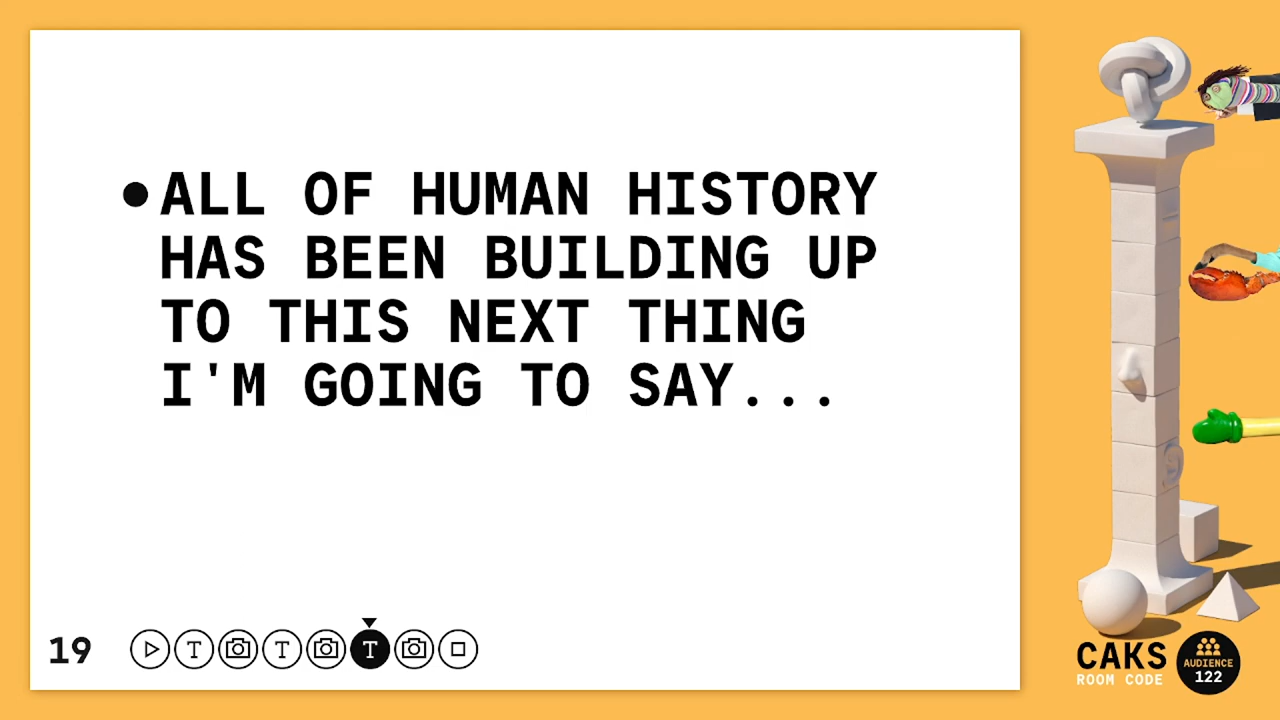 ●ALL OF HUMAN HISTORY
HAS BEEN BUILDING UP
TO THIS NEXT THING
I'M GOING TO SAY...
19
T T T
CAKS
ROOM CODE
AUDIENCE
122